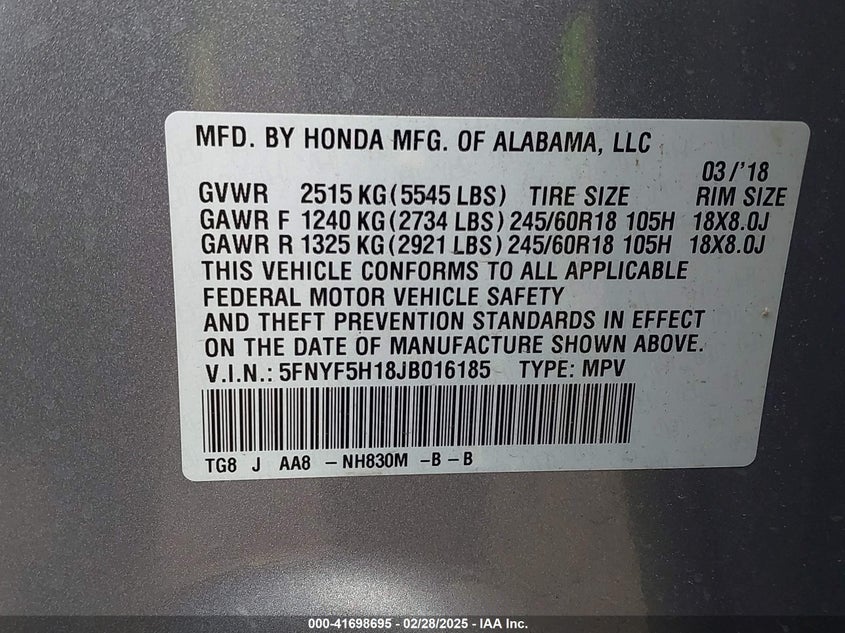 MFD. BY HONDA MFG. OF ALABAMA, LLC
03/'18
GVWR 2515 KG (5545 LBS) TIRE SIZE RIM SIZE
GAWR F 1240 KG (2734 LBS) 245/60R18 105H 18X8.0J
GAWR R 1325 KG (2921 LBS) 245/60R18 105H 18X8.0J
THIS VEHICLE CONFORMS TO ALL APPLICABLE
FEDERAL MOTOR VEHICLE SAFETY
AND THEFT PREVENTION STANDARDS IN EFFECT
ON THE DATE OF MANUFACTURE SHOWN ABOVE.
V.I.N.: 5FNYF5H18JB016185 TYPE: MPV
TG8 J AA8 – NH830M –B – B
000-41698695 - 02/28/2025 - IAA Inc.